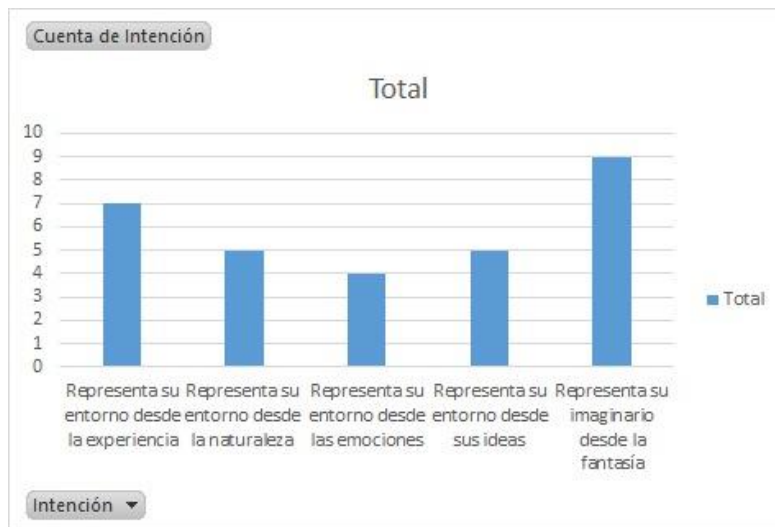 Cuenta de Intención
Total
10
9
8
7
6
5
4
3
2
1
0
Total
Representa su
entorno desde
la experiencia
Representa su
entorno desde
la naturaleza
Representa su
entorno desde
las emociones
Representa su
entorno desde
sus ideas
Representa su
imaginario
desde la
fantasía
Intención